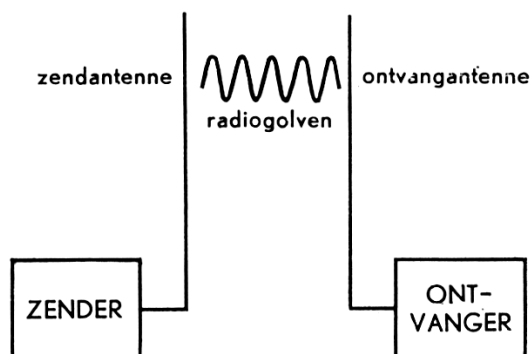 zendantenne
ontvangantenne
radiogolven
ZENDER
ONT-
VANGER